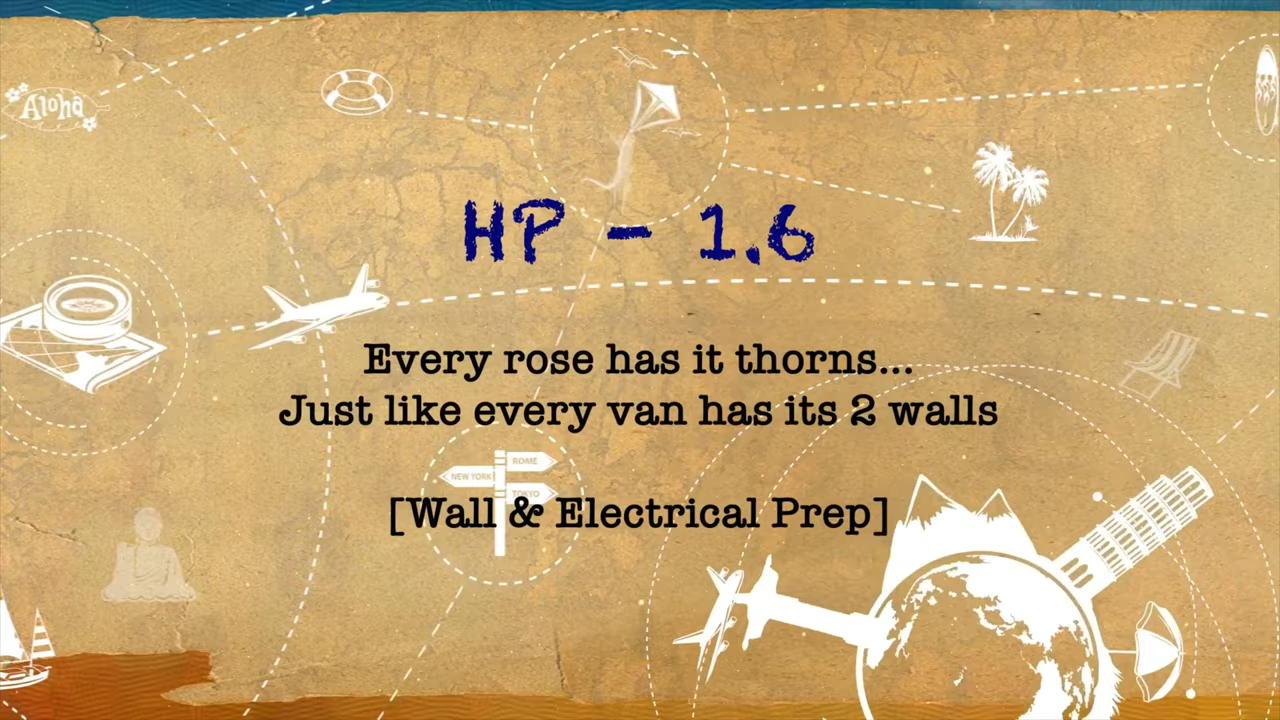 Aloha
HP - 1.6
Every rose has it thorns...
Just like every van has its 2 walls
ROME
NEW YORK
TOKYO
[Wall & Electrical Prep]